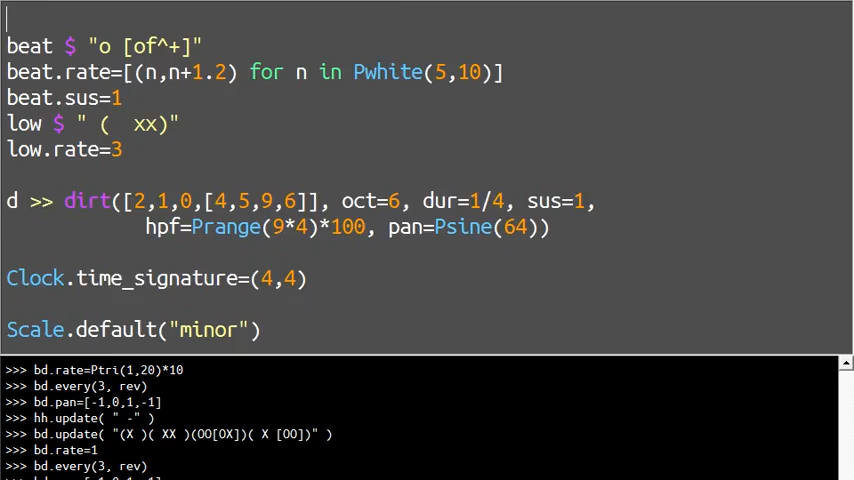 beat $ "o [of^+]"
beat.rate=[(n,n+1.2) for n in Pwhite(5,10)]
beat.sus=1
low $ " (  xx)"
low.rate=3
d >> dirt([2,1,0,[4,5,9,6]], oct=6, dur=1/4, sus=1,
hpf=Prange(9*4)*100, pan=Psine(64))
Clock.time_signature=(4,4)
Scale.default("minor")
>>> bd.rate=Ptri(1,20)*10
>>> bd.every(3, rev)
>>> bd.pan=[-1,0,1,-1]
>>> hh.update( " -" )
>>> bd.update( "(X )( XX )(OO[OX])( X [OO])" )
>>> bd.rate=1
>>> bd.every(3, rev)